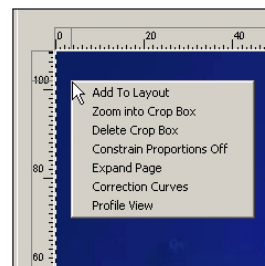 0 20 40
100
Add To Layout
Zoom into Crop Box
Delete Crop Box
Constrain Proportions Off
Expand Page
80
Correction Curves
Profile View
60